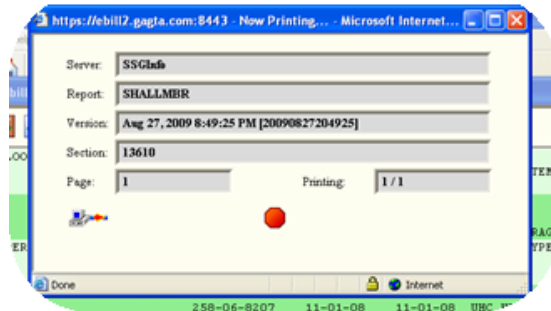 https://ebill2.gagta.com:8443 - Now Printing... - Microsoft Internet...
Server: SSGInfo
Report: SHALLMBR
Version: Aug 27, 2009 8:49:25 PM [20090827204925]
Section: 13610
Page: 1 Printing: 1 / 1
Done Internet
258-06-8207 11-01-08 11-01-08 UHC